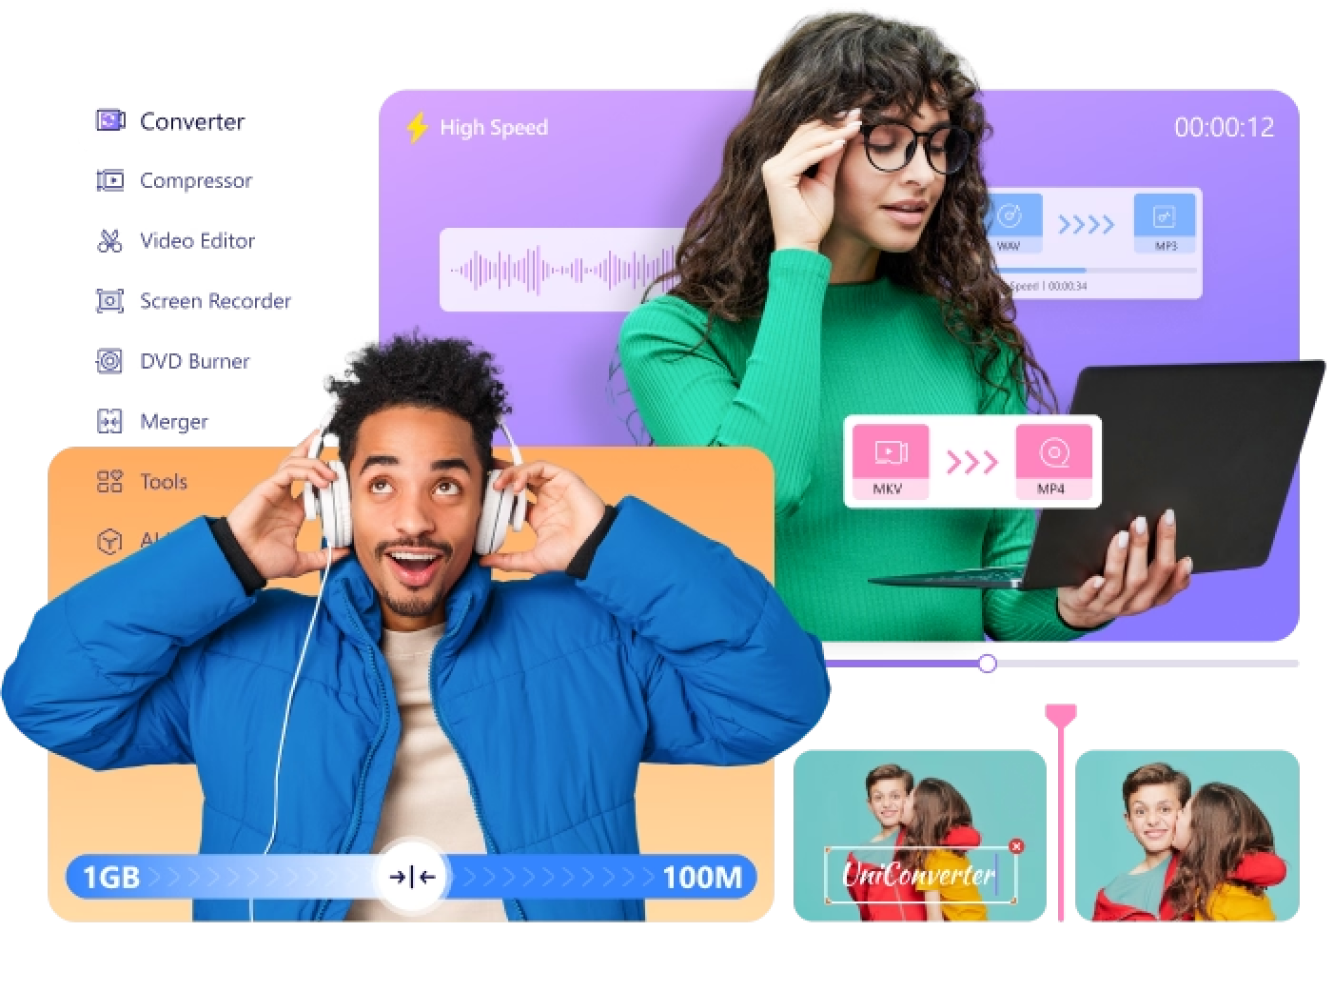 Converter
Compressor
Video Editor
Screen Recorder
DVD Burner
Merger
Tools
High Speed
00:00:12
WAV
MP3
Speed | 00:00:34
MKV
MP4
1GB
100M
UniConverter